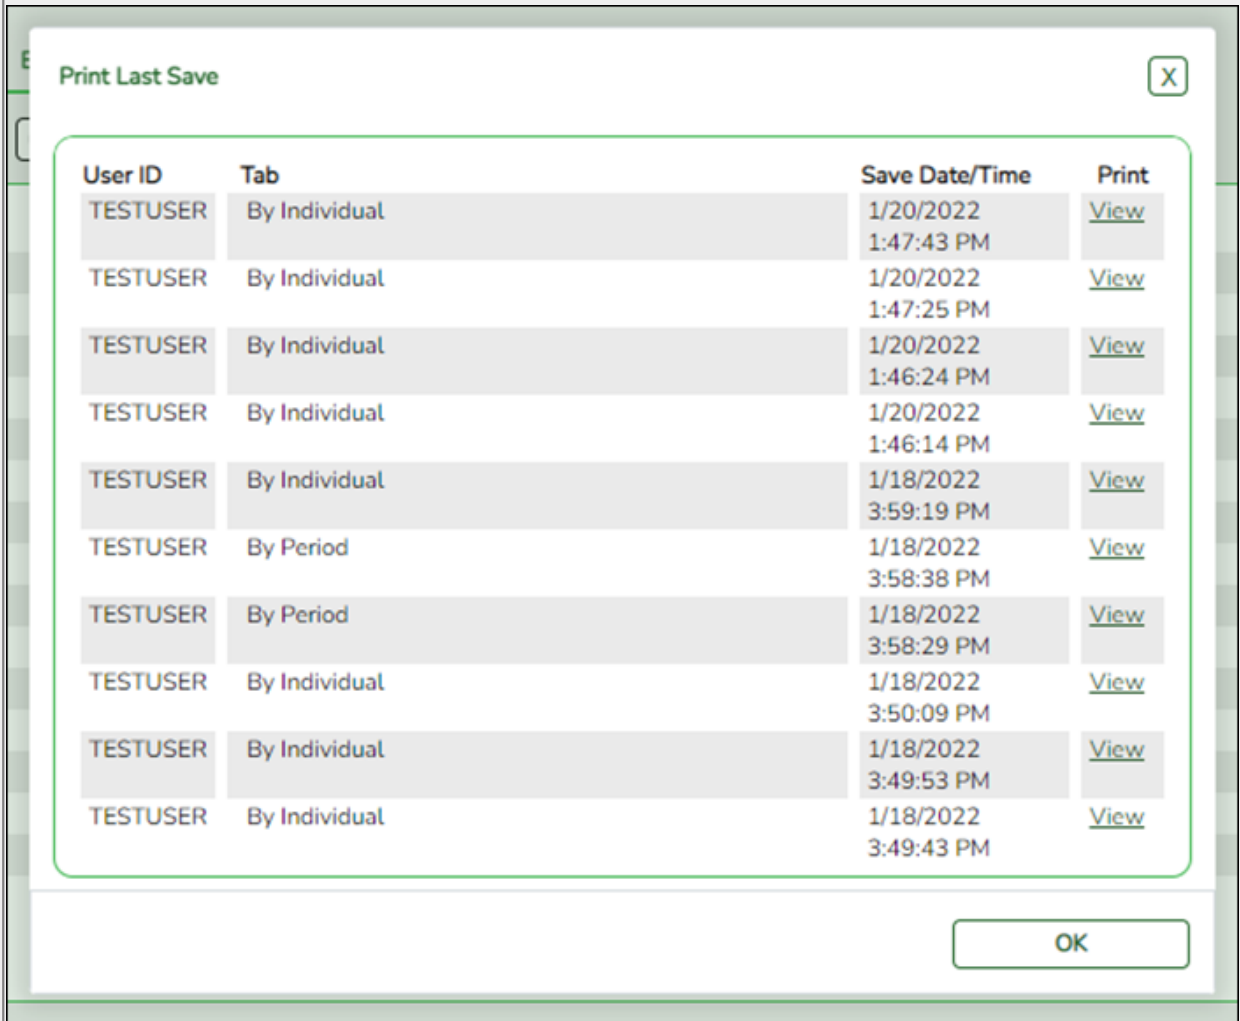 Print Last Save
X
User ID Tab Save Date/Time Print
TESTUSER By Individual 1/20/2022 View
1:47:43 PM
TESTUSER By Individual 1/20/2022 View
1:47:25 PM
TESTUSER By Individual 1/20/2022 View
1:46:24 PM
TESTUSER By Individual 1/20/2022 View
1:46:14 PM
TESTUSER By Individual 1/18/2022 View
3:59:19 PM
TESTUSER By Period 1/18/2022 View
3:58:38 PM
TESTUSER By Period 1/18/2022 View
3:58:29 PM
TESTUSER By Individual 1/18/2022 View
3:50:09 PM
TESTUSER By Individual 1/18/2022 View
3:49:53 PM
TESTUSER By Individual 1/18/2022 View
3:49:43 PM
OK